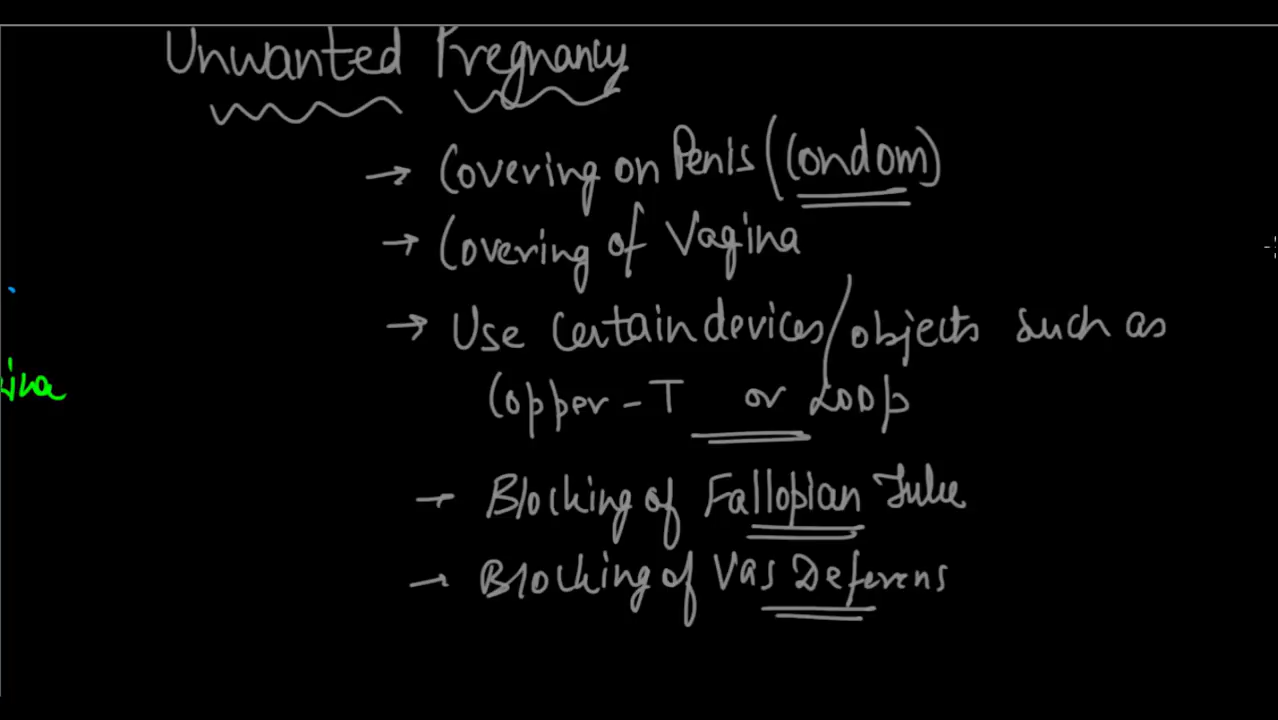 Unwanted Pregnancy
→ Covering on Penis (Condom)
→ Covering of Vagina
→ Use certain devices/objects such as
Copper-T or Loop
→ Blocking of Fallopian Tube
→ Blocking of Vas Deferens
ina